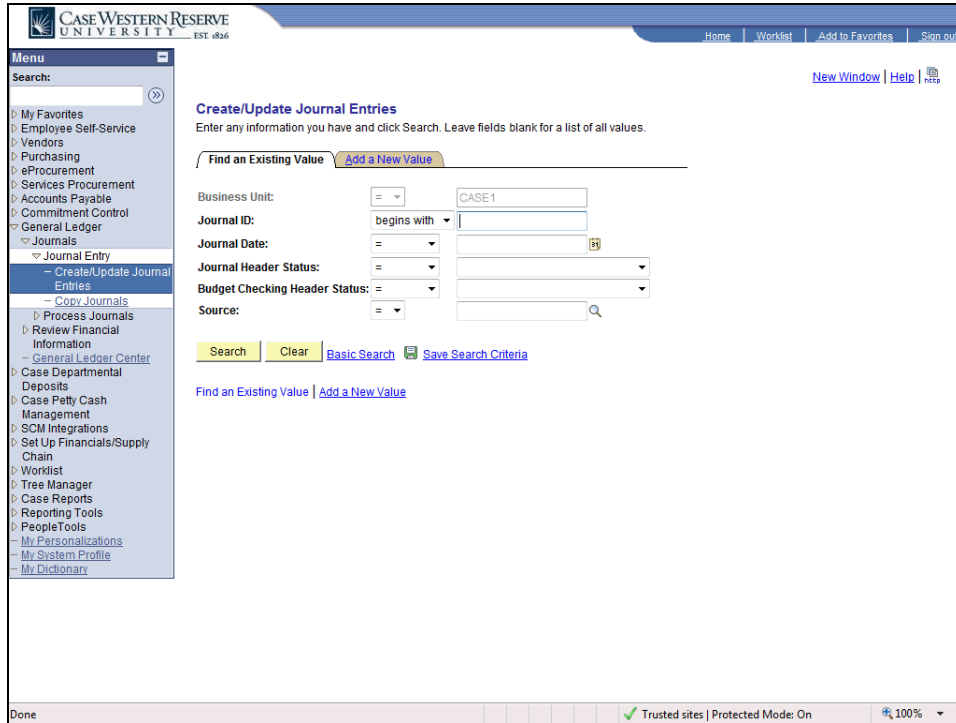 CASE WESTERN RESERVE
UNIVERSITY EST. 1826
Home Worklist Add to Favorites Sign out
Menu
Search:
New Window | Help | http
My Favorites
Employee Self-Service
Vendors
Purchasing
eProcurement
Services Procurement
Accounts Payable
Commitment Control
General Ledger
Journals
Journal Entry
Create/Update Journal
Entries
Copy Journals
Process Journals
Review Financial
Information
General Ledger Center
Case Departmental
Deposits
Case Petty Cash
Management
SCM Integrations
Set Up Financials/Supply
Chain
Worklist
Tree Manager
Case Reports
Reporting Tools
PeopleTools
My Personalizations
My System Profile
My Dictionary
Create/Update Journal Entries
Enter any information you have and click Search. Leave fields blank for a list of all values.
Find an Existing Value Add a New Value
Business Unit: = CASE1
Journal ID: begins with
Journal Date: = 31
Journal Header Status: =
Budget Checking Header Status: =
Source: =
Search Clear Basic Search Save Search Criteria
Find an Existing Value | Add a New Value
Done Trusted sites | Protected Mode: On 100%